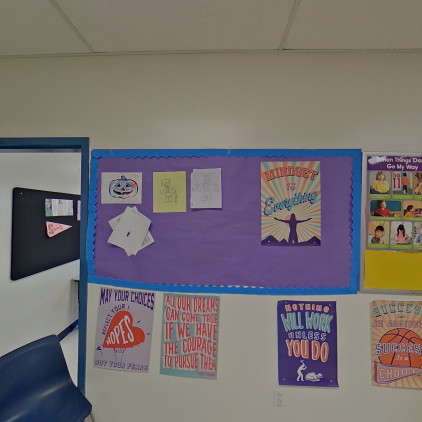 MINDSET
IS
Everything
When Things Don't
Go My Way
MAY YOUR CHOICES
REFLECT YOUR
HOPES
NOT YOUR FEARS
ALL OUR DREAMS
CAN COME TRUE
IF WE HAVE
THE COURAGE
TO PURSUE THEM
NOTHING
WILL WORK
UNLESS
YOU DO
SUCCESS
SUCCESS
IS A
CHOICE